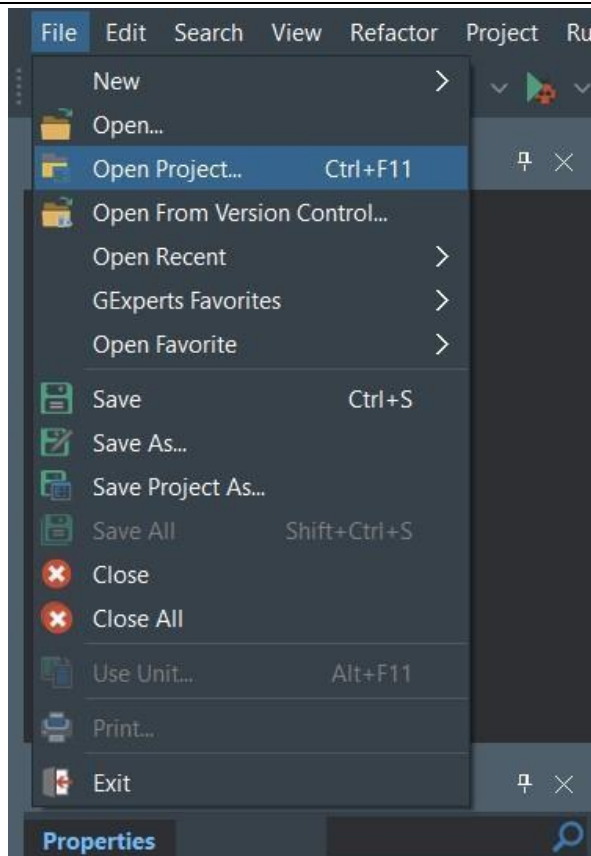 File Edit Search View Refactor Project Ru
New
Open...
Open Project... Ctrl+F11
Open From Version Control...
Open Recent
GExperts Favorites
Open Favorite
Save Ctrl+S
Save As...
Save Project As...
Save All Shift+Ctrl+S
Close
Close All
Use Unit... Alt+F11
Print...
Exit
Properties